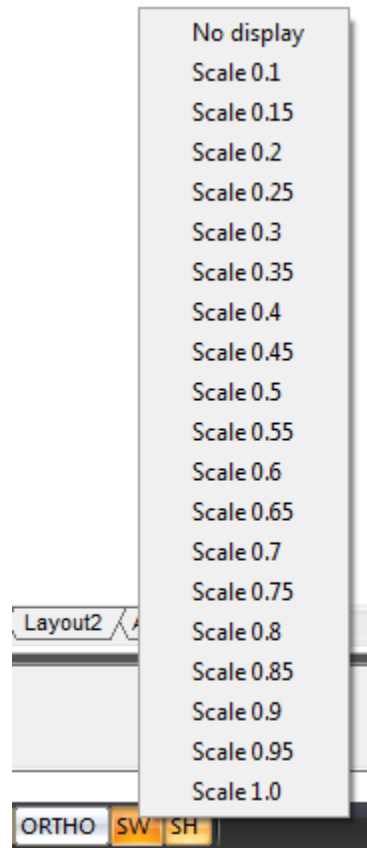 No display
Scale 0.1
Scale 0.15
Scale 0.2
Scale 0.25
Scale 0.3
Scale 0.35
Scale 0.4
Scale 0.45
Scale 0.5
Scale 0.55
Scale 0.6
Scale 0.65
Scale 0.7
Scale 0.75
Layout2
Scale 0.8
Scale 0.85
Scale 0.9
Scale 0.95
Scale 1.0
ORTHO SW SH